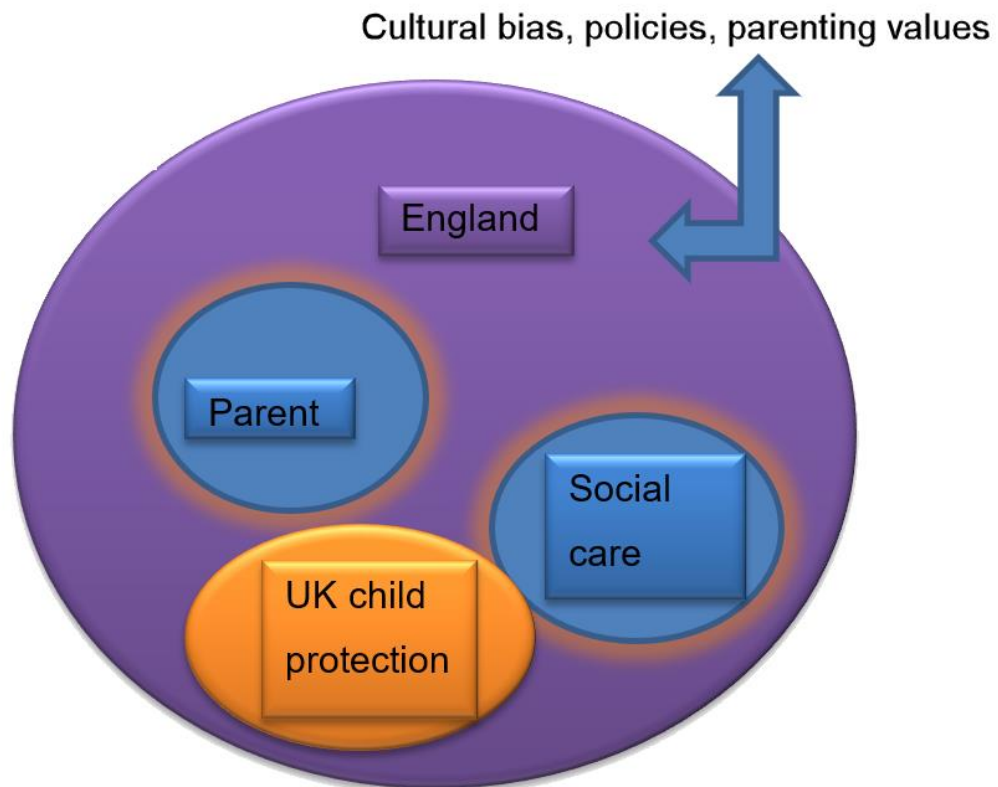 Cultural bias, policies, parenting values
England
Parent
Social
care
UK child
protection